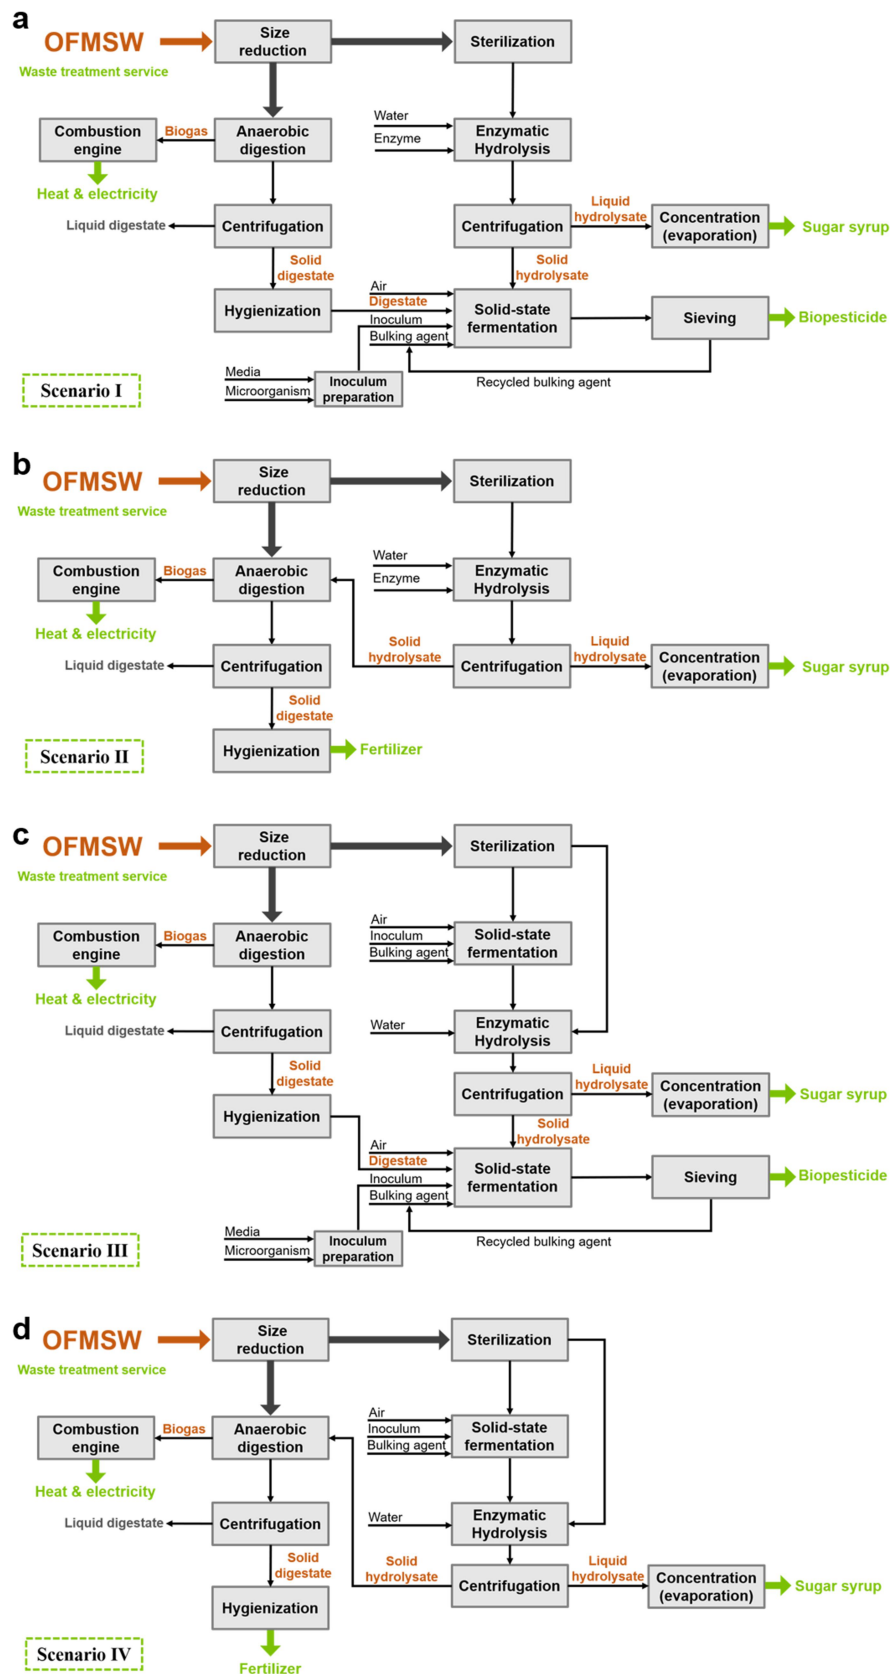 a
OFMSW
Waste treatment service
Size
reduction
Sterilization
Water
Enzyme
Enzymatic
Hydrolysis
Combustion
engine
Biogas
Anaerobic
digestion
Heat & electricity
Liquid digestate
Centrifugation
Centrifugation
Liquid
hydrolysate
Concentration
(evaporation)
Sugar syrup
Solid
digestate
Solid
hydrolysate
Hygienization
Air
Digestate
Inoculum
Bulking agent
Solid-state
fermentation
Sieving
Biopesticide
Media
Microorganism
Inoculum
preparation
Recycled bulking agent
Scenario I
b
OFMSW
Waste treatment service
Size
reduction
Sterilization
Water
Enzyme
Enzymatic
Hydrolysis
Combustion
engine
Biogas
Anaerobic
digestion
Heat & electricity
Liquid digestate
Centrifugation
Solid
hydrolysate
Centrifugation
Liquid
hydrolysate
Concentration
(evaporation)
Sugar syrup
Solid
digestate
Hygienization
Fertilizer
Scenario II
c
OFMSW
Waste treatment service
Size
reduction
Sterilization
Air
Inoculum
Bulking agent
Solid-state
fermentation
Combustion
engine
Biogas
Anaerobic
digestion
Heat & electricity
Liquid digestate
Centrifugation
Water
Enzymatic
Hydrolysis
Solid
digestate
Centrifugation
Liquid
hydrolysate
Concentration
(evaporation)
Sugar syrup
Hygienization
Solid
hydrolysate
Air
Digestate
Inoculum
Bulking agent
Solid-state
fermentation
Sieving
Biopesticide
Media
Microorganism
Inoculum
preparation
Recycled bulking agent
Scenario III
d
OFMSW
Waste treatment service
Size
reduction
Sterilization
Air
Inoculum
Bulking agent
Solid-state
fermentation
Combustion
engine
Biogas
Anaerobic
digestion
Heat & electricity
Liquid digestate
Centrifugation
Water
Enzymatic
Hydrolysis
Solid
digestate
Solid
hydrolysate
Centrifugation
Liquid
hydrolysate
Concentration
(evaporation)
Sugar syrup
Hygienization
Fertilizer
Scenario IV